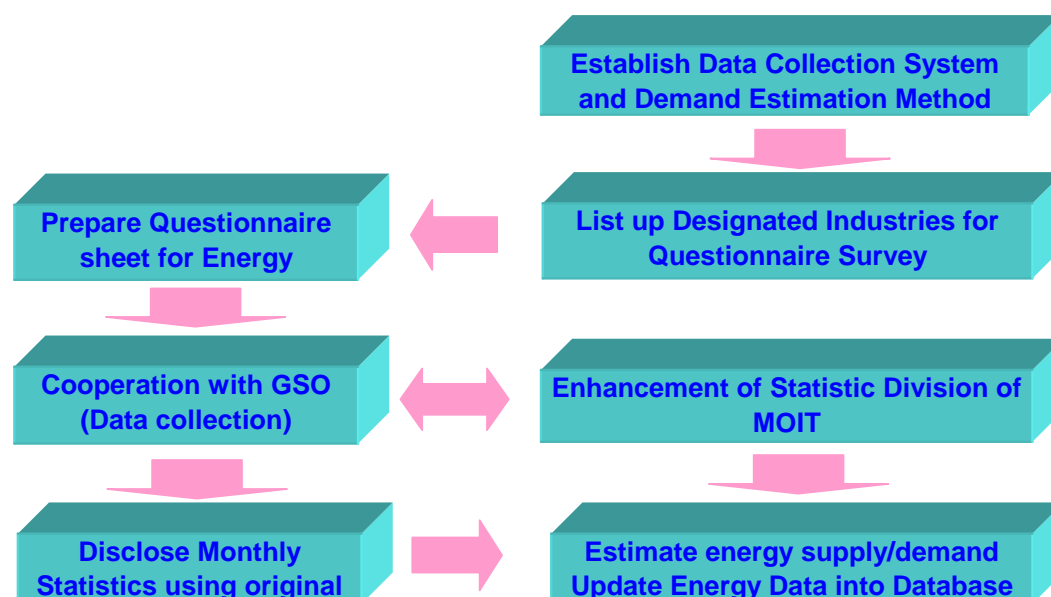 Establish Data Collection System
and Demand Estimation Method
List up Designated Industries for
Questionnaire Survey
Prepare Questionnaire
sheet for Energy
Cooperation with GSO
(Data collection)
Enhancement of Statistic Division of
MOIT
Disclose Monthly
Statistics using original
Estimate energy supply/demand
Update Energy Data into Database